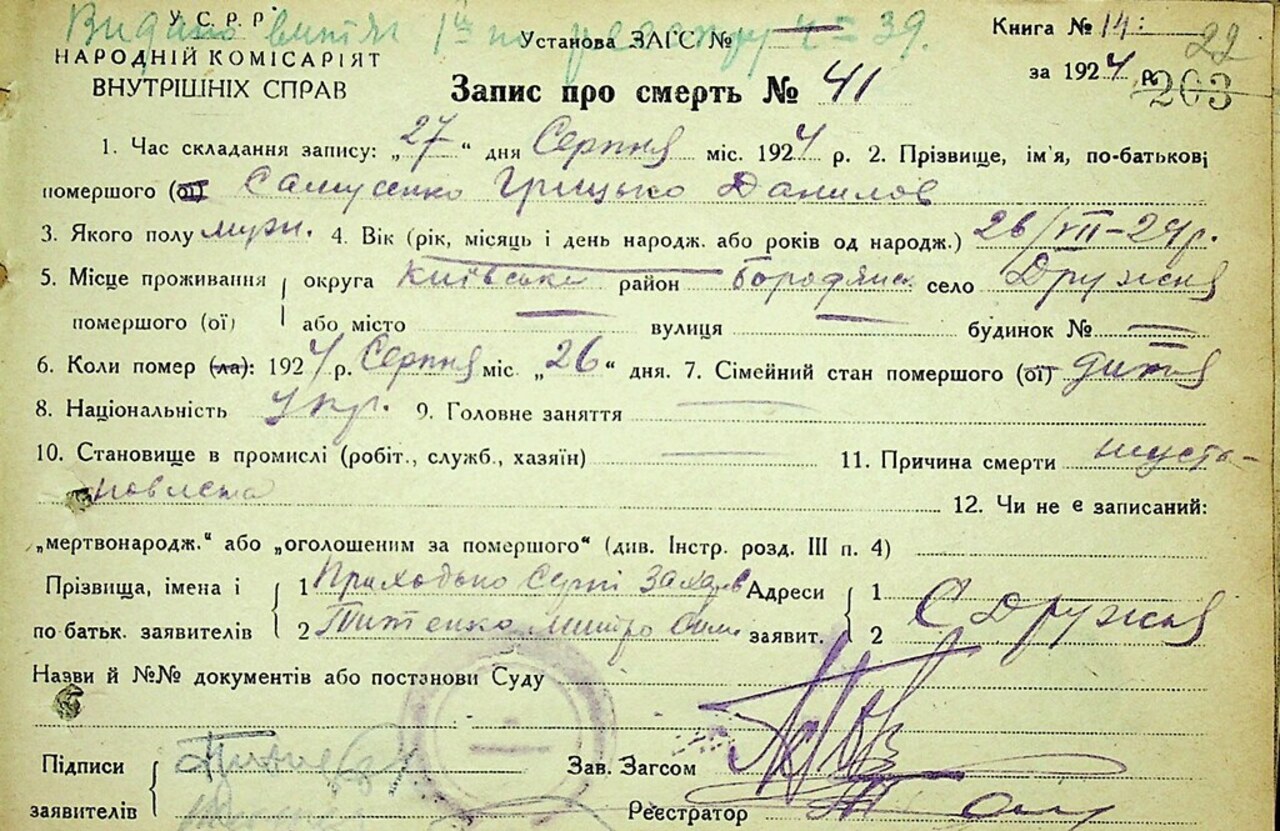 У.С.Р.Р.
Видано витяг
Установа ЗАГС №
Книга № 14
22
НАРОДНІЙ КОМІСАРІЯТ
за 1924 р.
203
ВНУТРІШНІХ СПРАВ
Запис про смерть № 41
1. Час складання запису: „27“ дня Серпня міс. 1924 р. 2. Прізвище, ім'я, по-батькові
помершого (ої) Самусенко Грицько Данилов
3. Якого полу муж. 4. Вік (рік, місяць і день народж. або років од народж.) 26/VII–24р.
5. Місце проживання округа Київська район Бородянськ село Дружня
помершого (ої) або місто вулиця будинок № —
6. Коли помер (ла): 1924 р. Серпня міс „26“ дня. 7. Сімейний стан помершого (ої) дитя
8. Національність укр. 9. Головне заняття —
10. Становище в промислі (робіт., служб., хазяїн) — 11. Причина смерти
12. Чи не є записаний:
„мертвонародж.“ або „оголошеним за помершого“ (див. Інстр. розд. III п. 4)
Прізвища, імена і 1 Приходько Сергі Захаров Адреси 1 С Дружня
по батьк. заявителів 2 Титенко Митро заявит. 2
Назви й №№ документів або постанови Суду
Підписи
Зав. Загсом
заявителів
Реєстратор